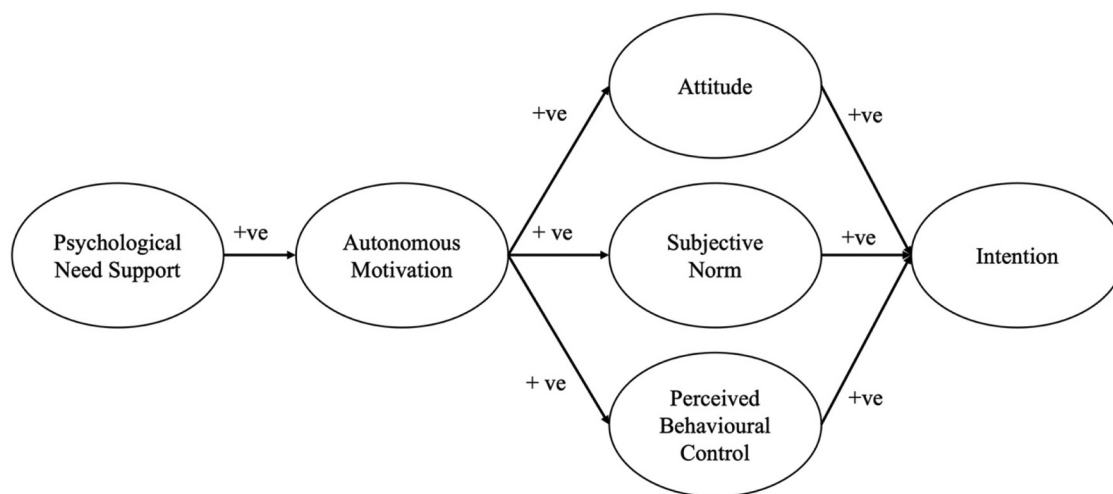 Psychological
Need Support
+ve
Autonomous
Motivation
+ve
+ ve
+ ve
Attitude
Subjective
Norm
Perceived
Behavioural
Control
+ve
+ve
+ve
Intention